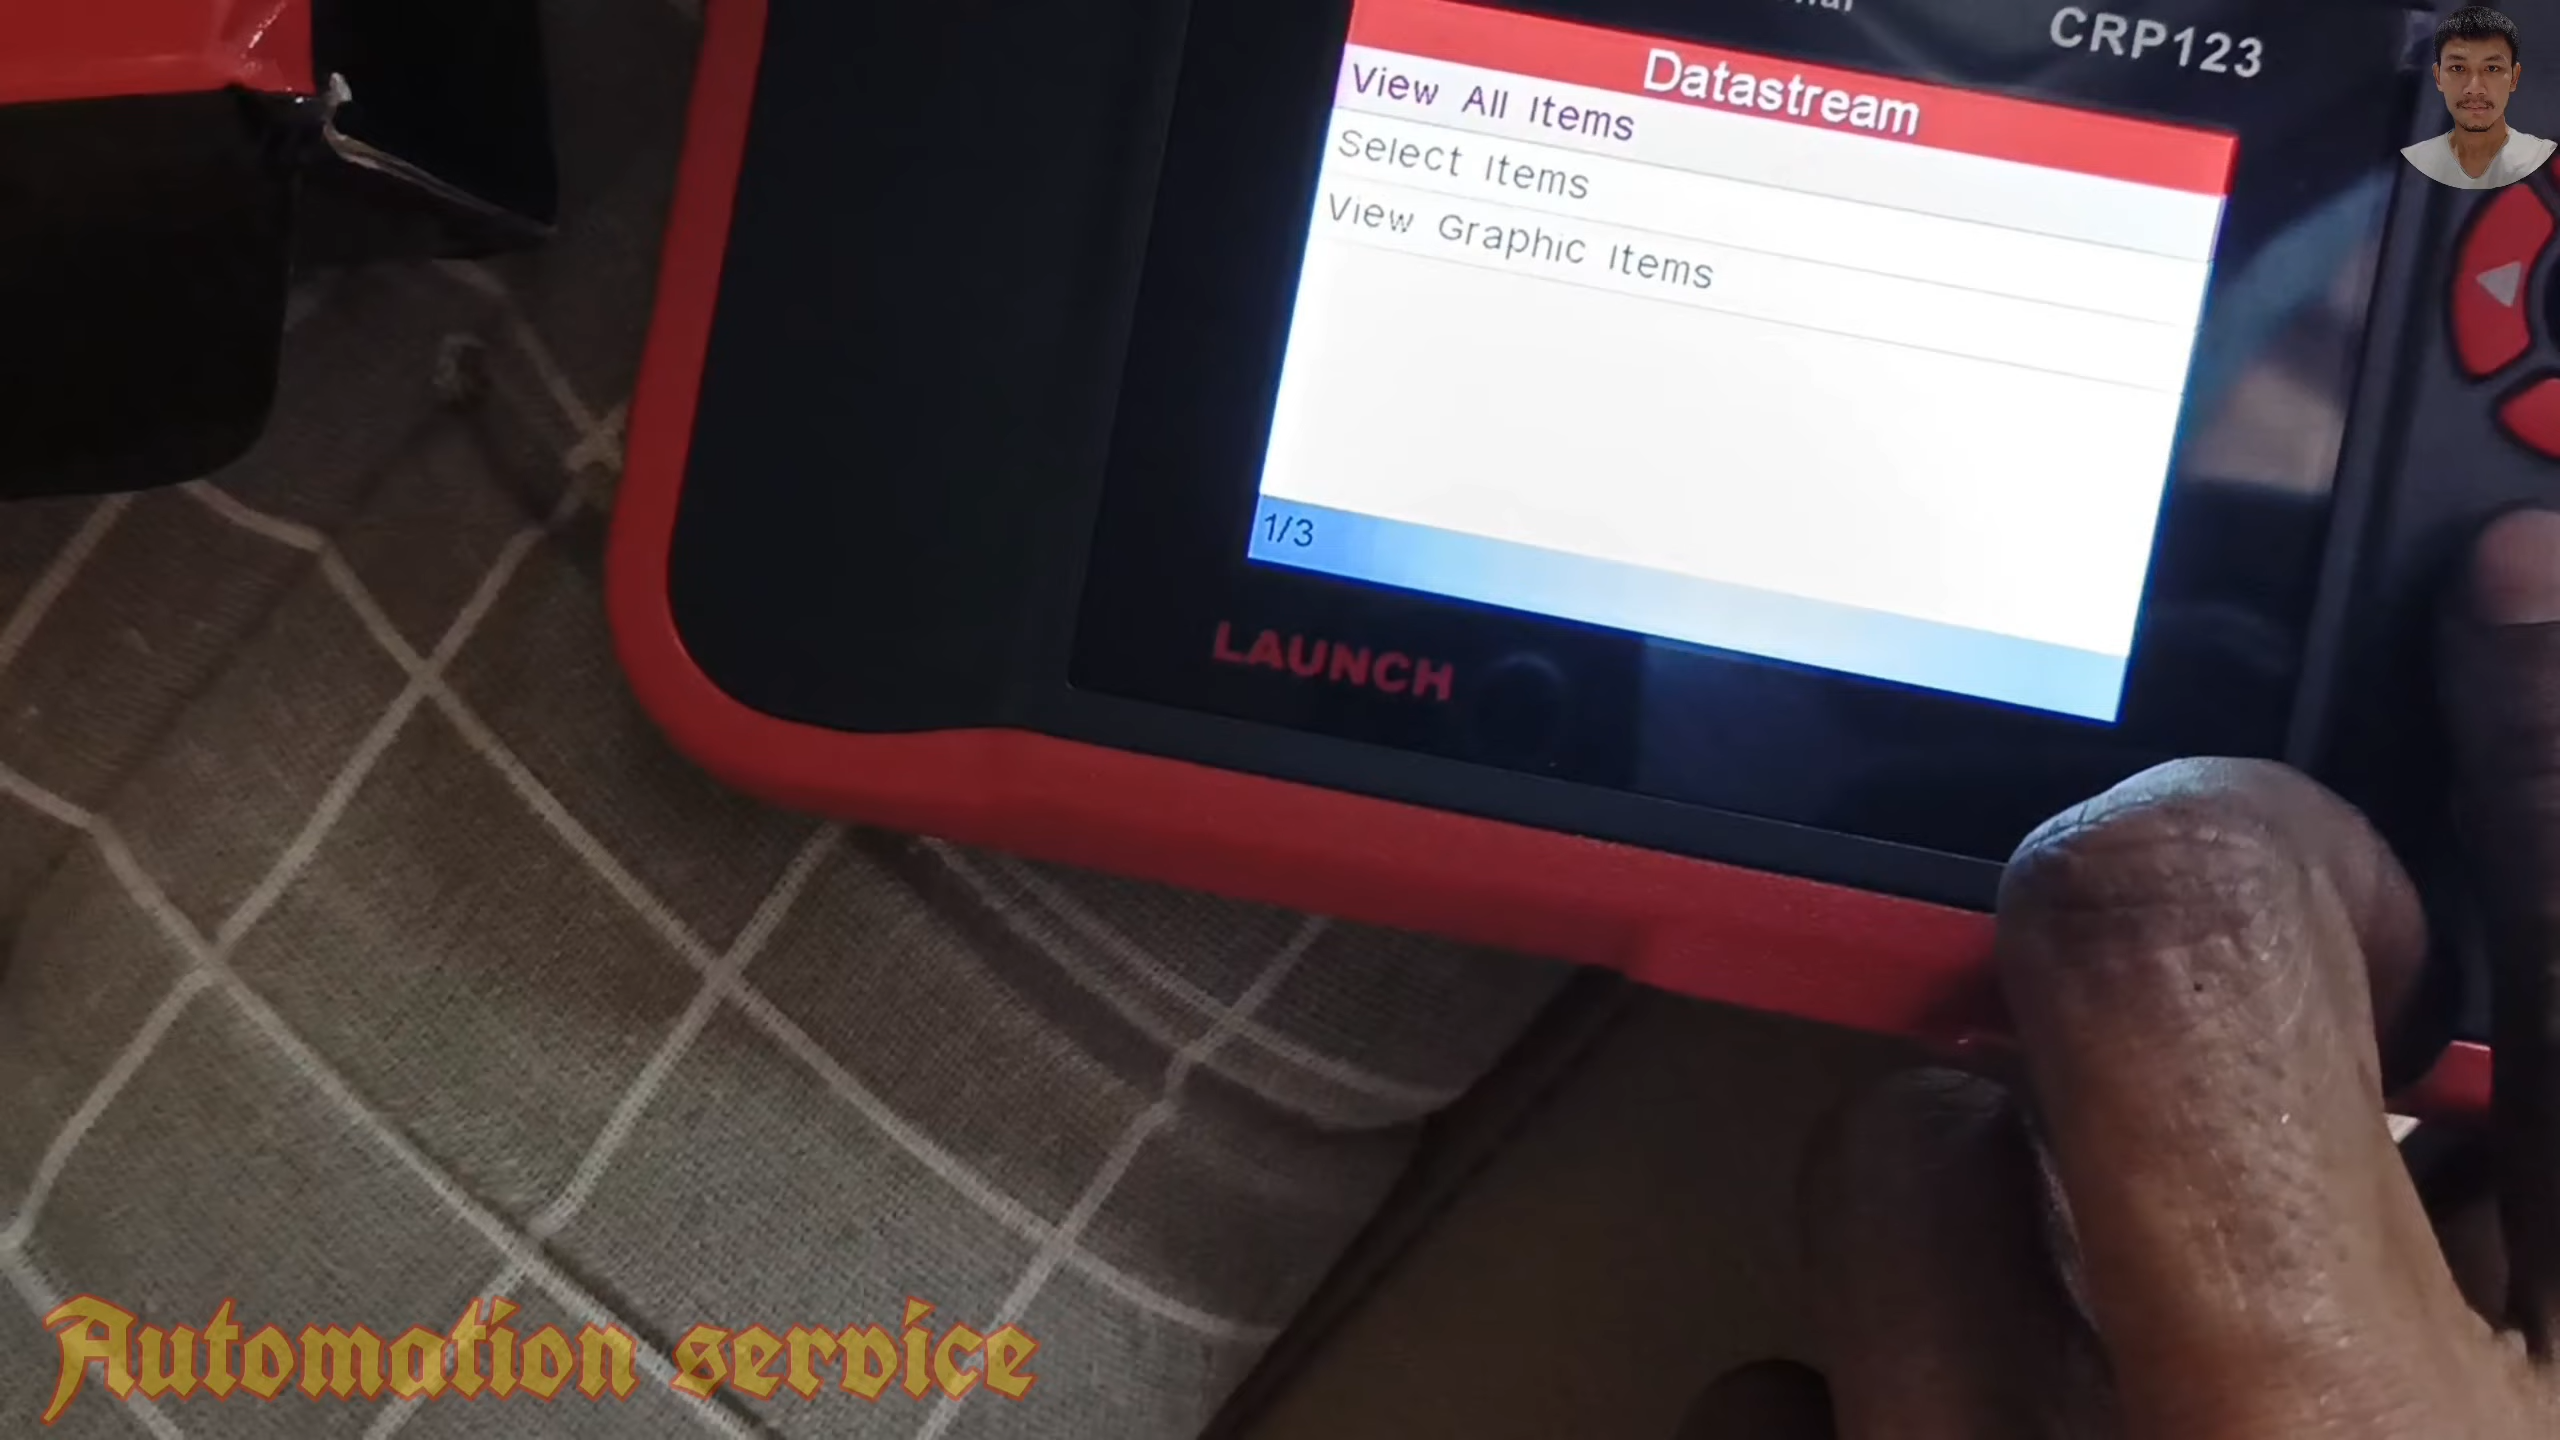 CRP123
Datastream
View All Items
Select Items
View Graphic Items
1/3
LAUNCH
Automation service